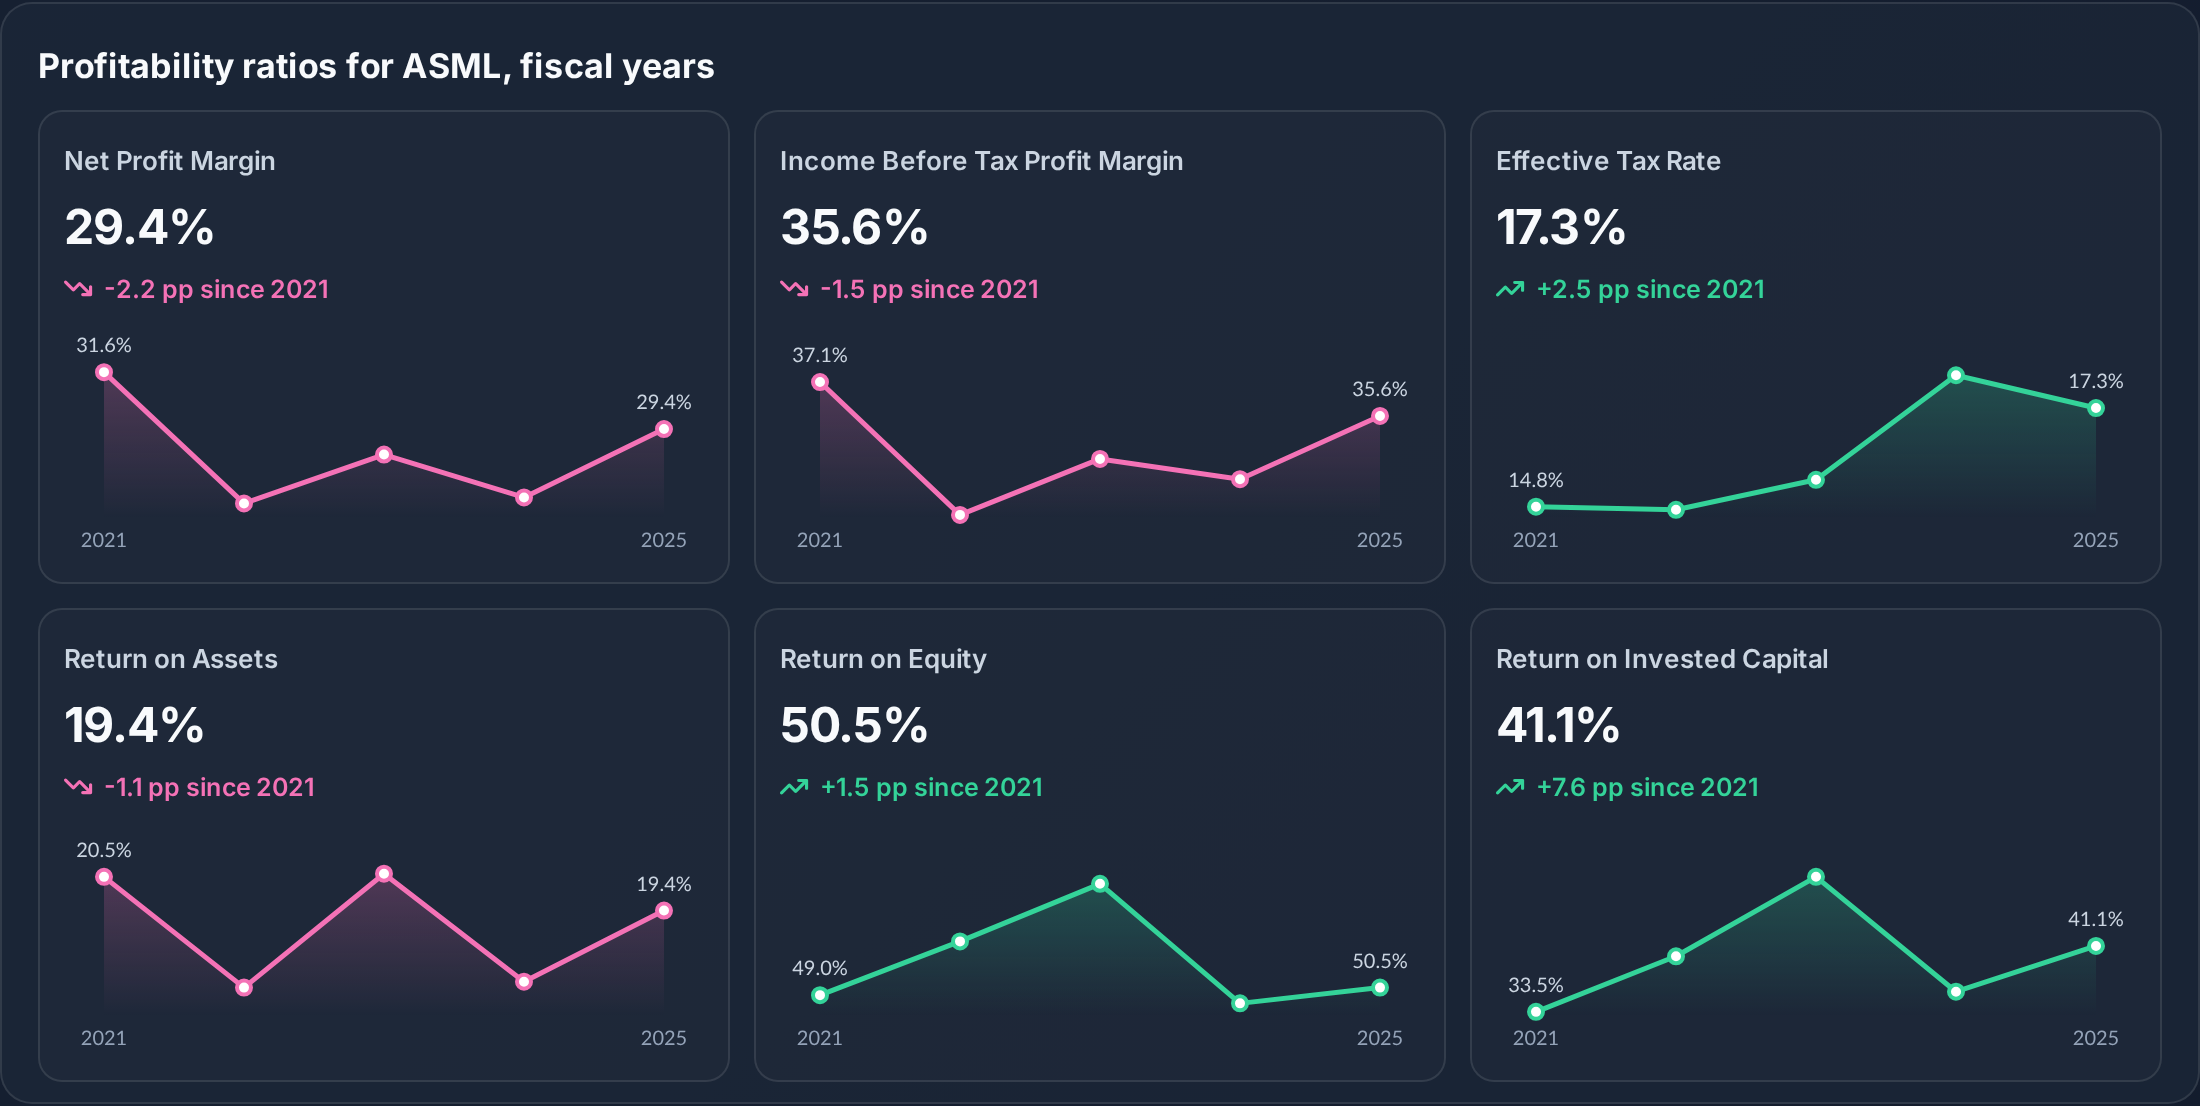 Profitability ratios for ASML, fiscal years
Net Profit Margin
29.4%
-2.2 pp since 2021
31.6%
29.4%
2021
2025
Income Before Tax Profit Margin
35.6%
-1.5 pp since 2021
37.1%
35.6%
2021
2025
Effective Tax Rate
17.3%
+2.5 pp since 2021
14.8%
17.3%
2021
2025
Return on Assets
19.4%
-1.1 pp since 2021
20.5%
19.4%
2021
2025
Return on Equity
50.5%
+1.5 pp since 2021
49.0%
50.5%
2021
2025
Return on Invested Capital
41.1%
+7.6 pp since 2021
33.5%
41.1%
2021
2025